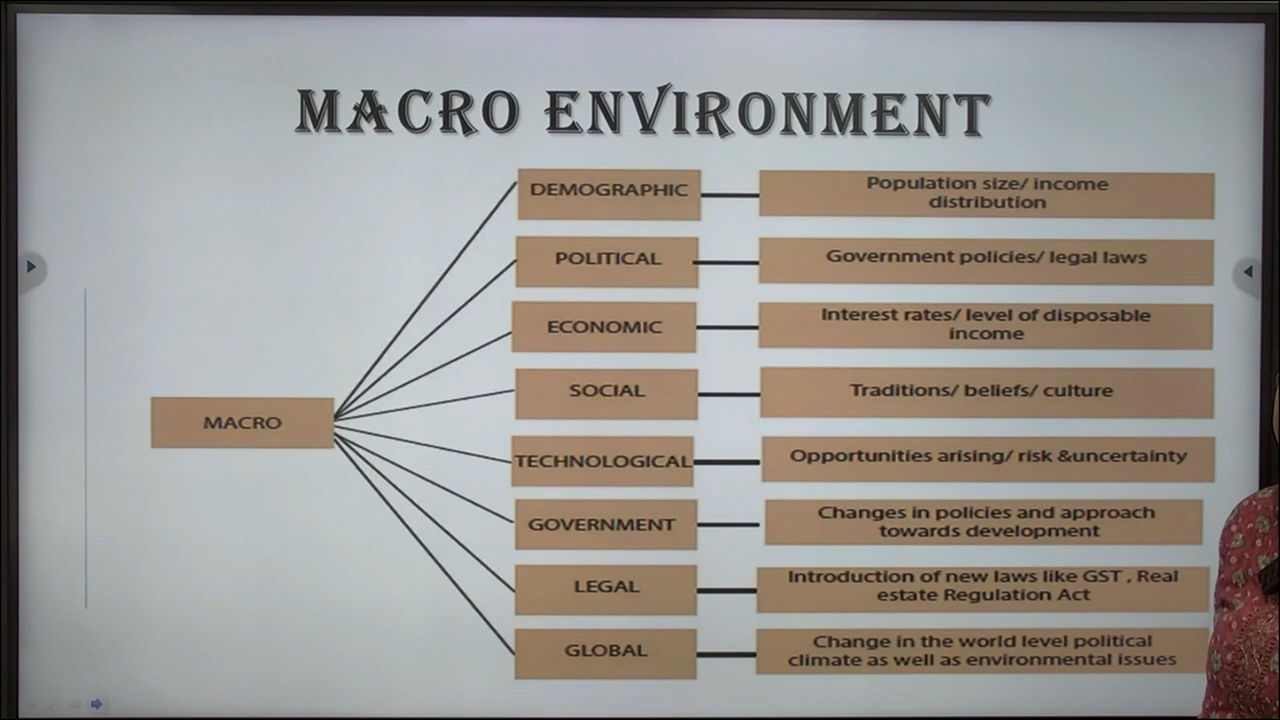 MACRO ENVIRONMENT
DEMOGRAPHIC
Population size/ income
distribution
POLITICAL
Government policies/ legal laws
ECONOMIC
Interest rates/ level of disposable
income
SOCIAL
Traditions/ beliefs/ culture
MACRO
TECHNOLOGICAL
Opportunities arising/ risk &uncertainty
GOVERNMENT
Changes in policies and approach
towards development
LEGAL
Introduction of new laws like GST , Real
estate Regulation Act
GLOBAL
Change in the world level political
climate as well as environmental issues